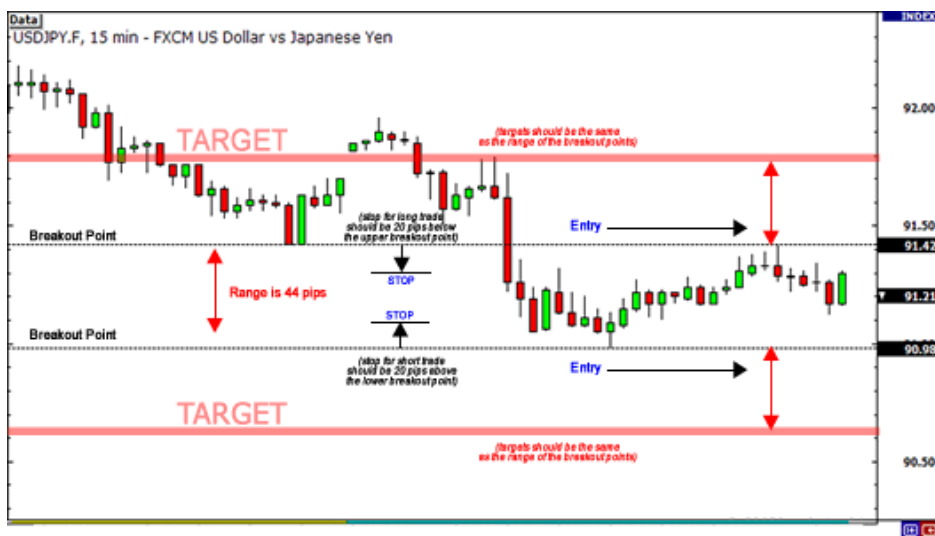 Data
INDEX
USDJPY.F, 15 min - FXCM US Dollar vs Japanese Yen
92.00
TARGET
(targets should be the same
as the range of the breakout points)
(stop for long trade
should be 20 pips below
the upper breakout point)
Entry
91.50
Breakout Point
91.42
STOP
Range is 44 pips
91.21
STOP
Breakout Point
90.98
(stop for short trade
should be 20 pips above
the lower breakout point)
Entry
TARGET
(targets should be the same
as the range of the breakout points)
90.50